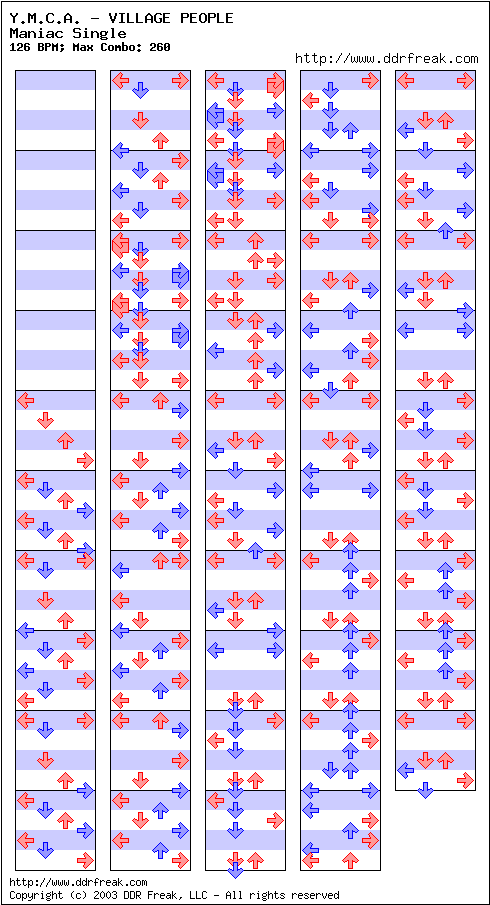 Y.M.C.A. - VILLAGE PEOPLE
Maniac Single
126 BPM; Max Combo: 260
http://www.ddrfreak.com
http://www.ddrfreak.com
Copyright (c) 2003 DDR Freak, LLC - All rights reserved